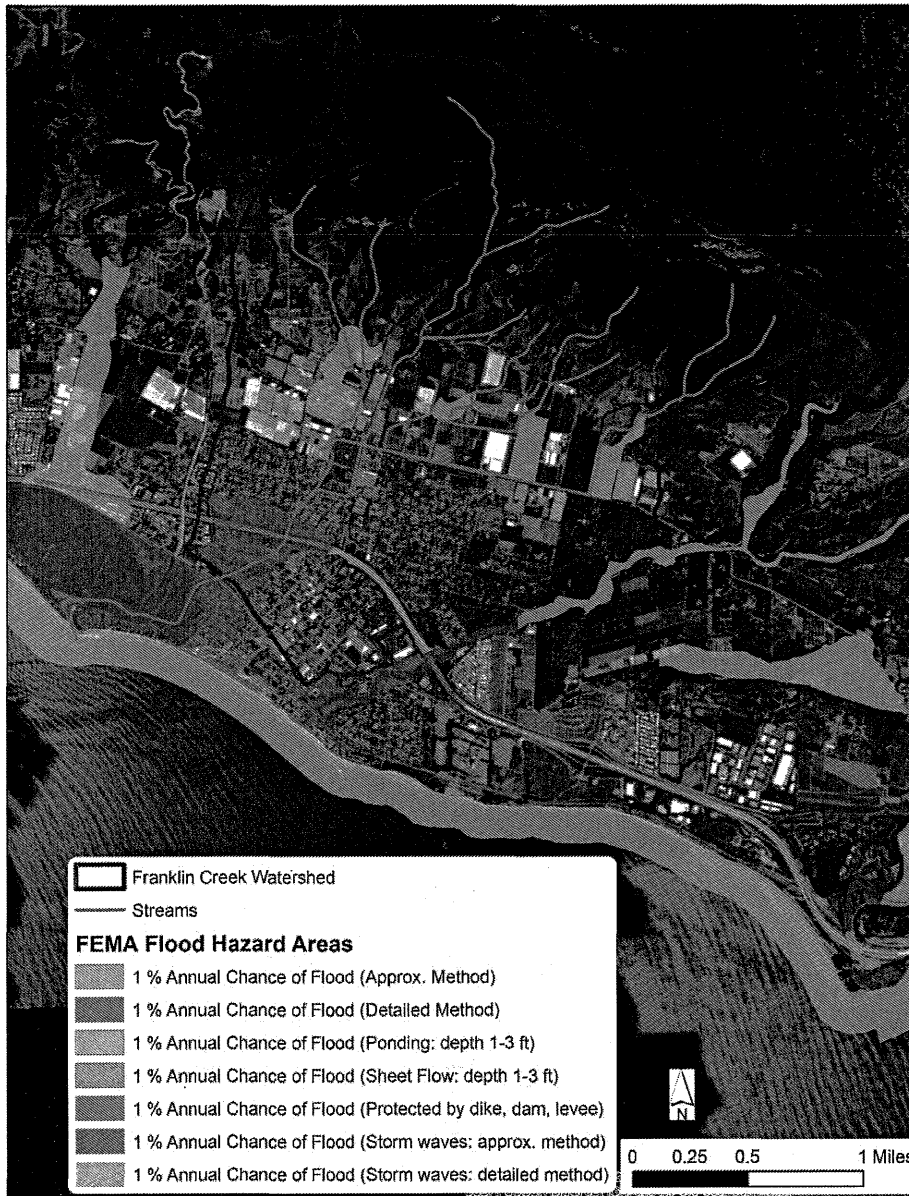 Franklin Creek Watershed
Streams
FEMA Flood Hazard Areas
1 % Annual Chance of Flood (Approx. Method)
1 % Annual Chance of Flood (Detailed Method)
1 % Annual Chance of Flood (Ponding: depth 1-3 ft)
1 % Annual Chance of Flood (Sheet Flow: depth 1-3 ft)
1 % Annual Chance of Flood (Protected by dike, dam, levee)
1 % Annual Chance of Flood (Storm waves: approx. method)
1 % Annual Chance of Flood (Storm waves: detailed method)
N
0 0.25 0.5 1 Miles